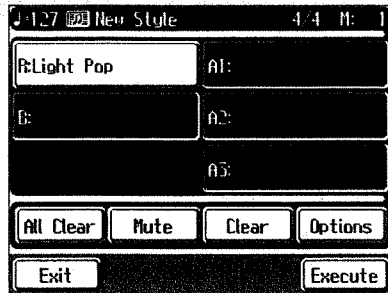 ♩=127 New Style 4/4 M: 1
R:Light Pop A1:
B: A2:
A3:
All Clear Mute Clear Options
Exit Execute